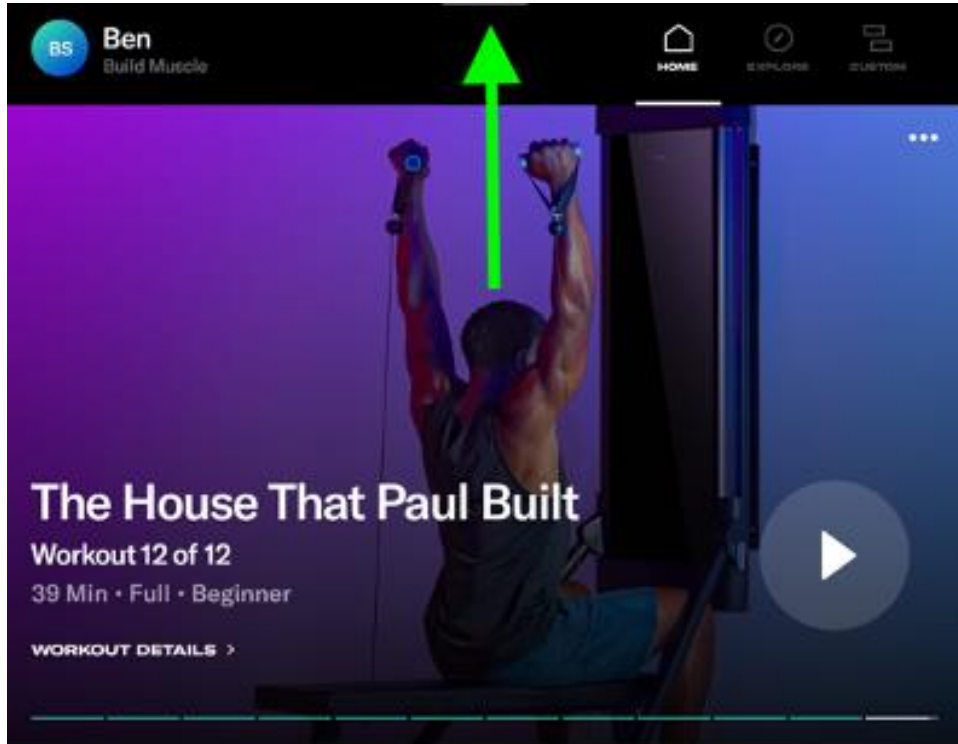 BS
Ben
Build Muscle
HOME
EXPLORE
CUSTOM
The House That Paul Built
Workout 12 of 12
39 Min • Full • Beginner
WORKOUT DETAILS >